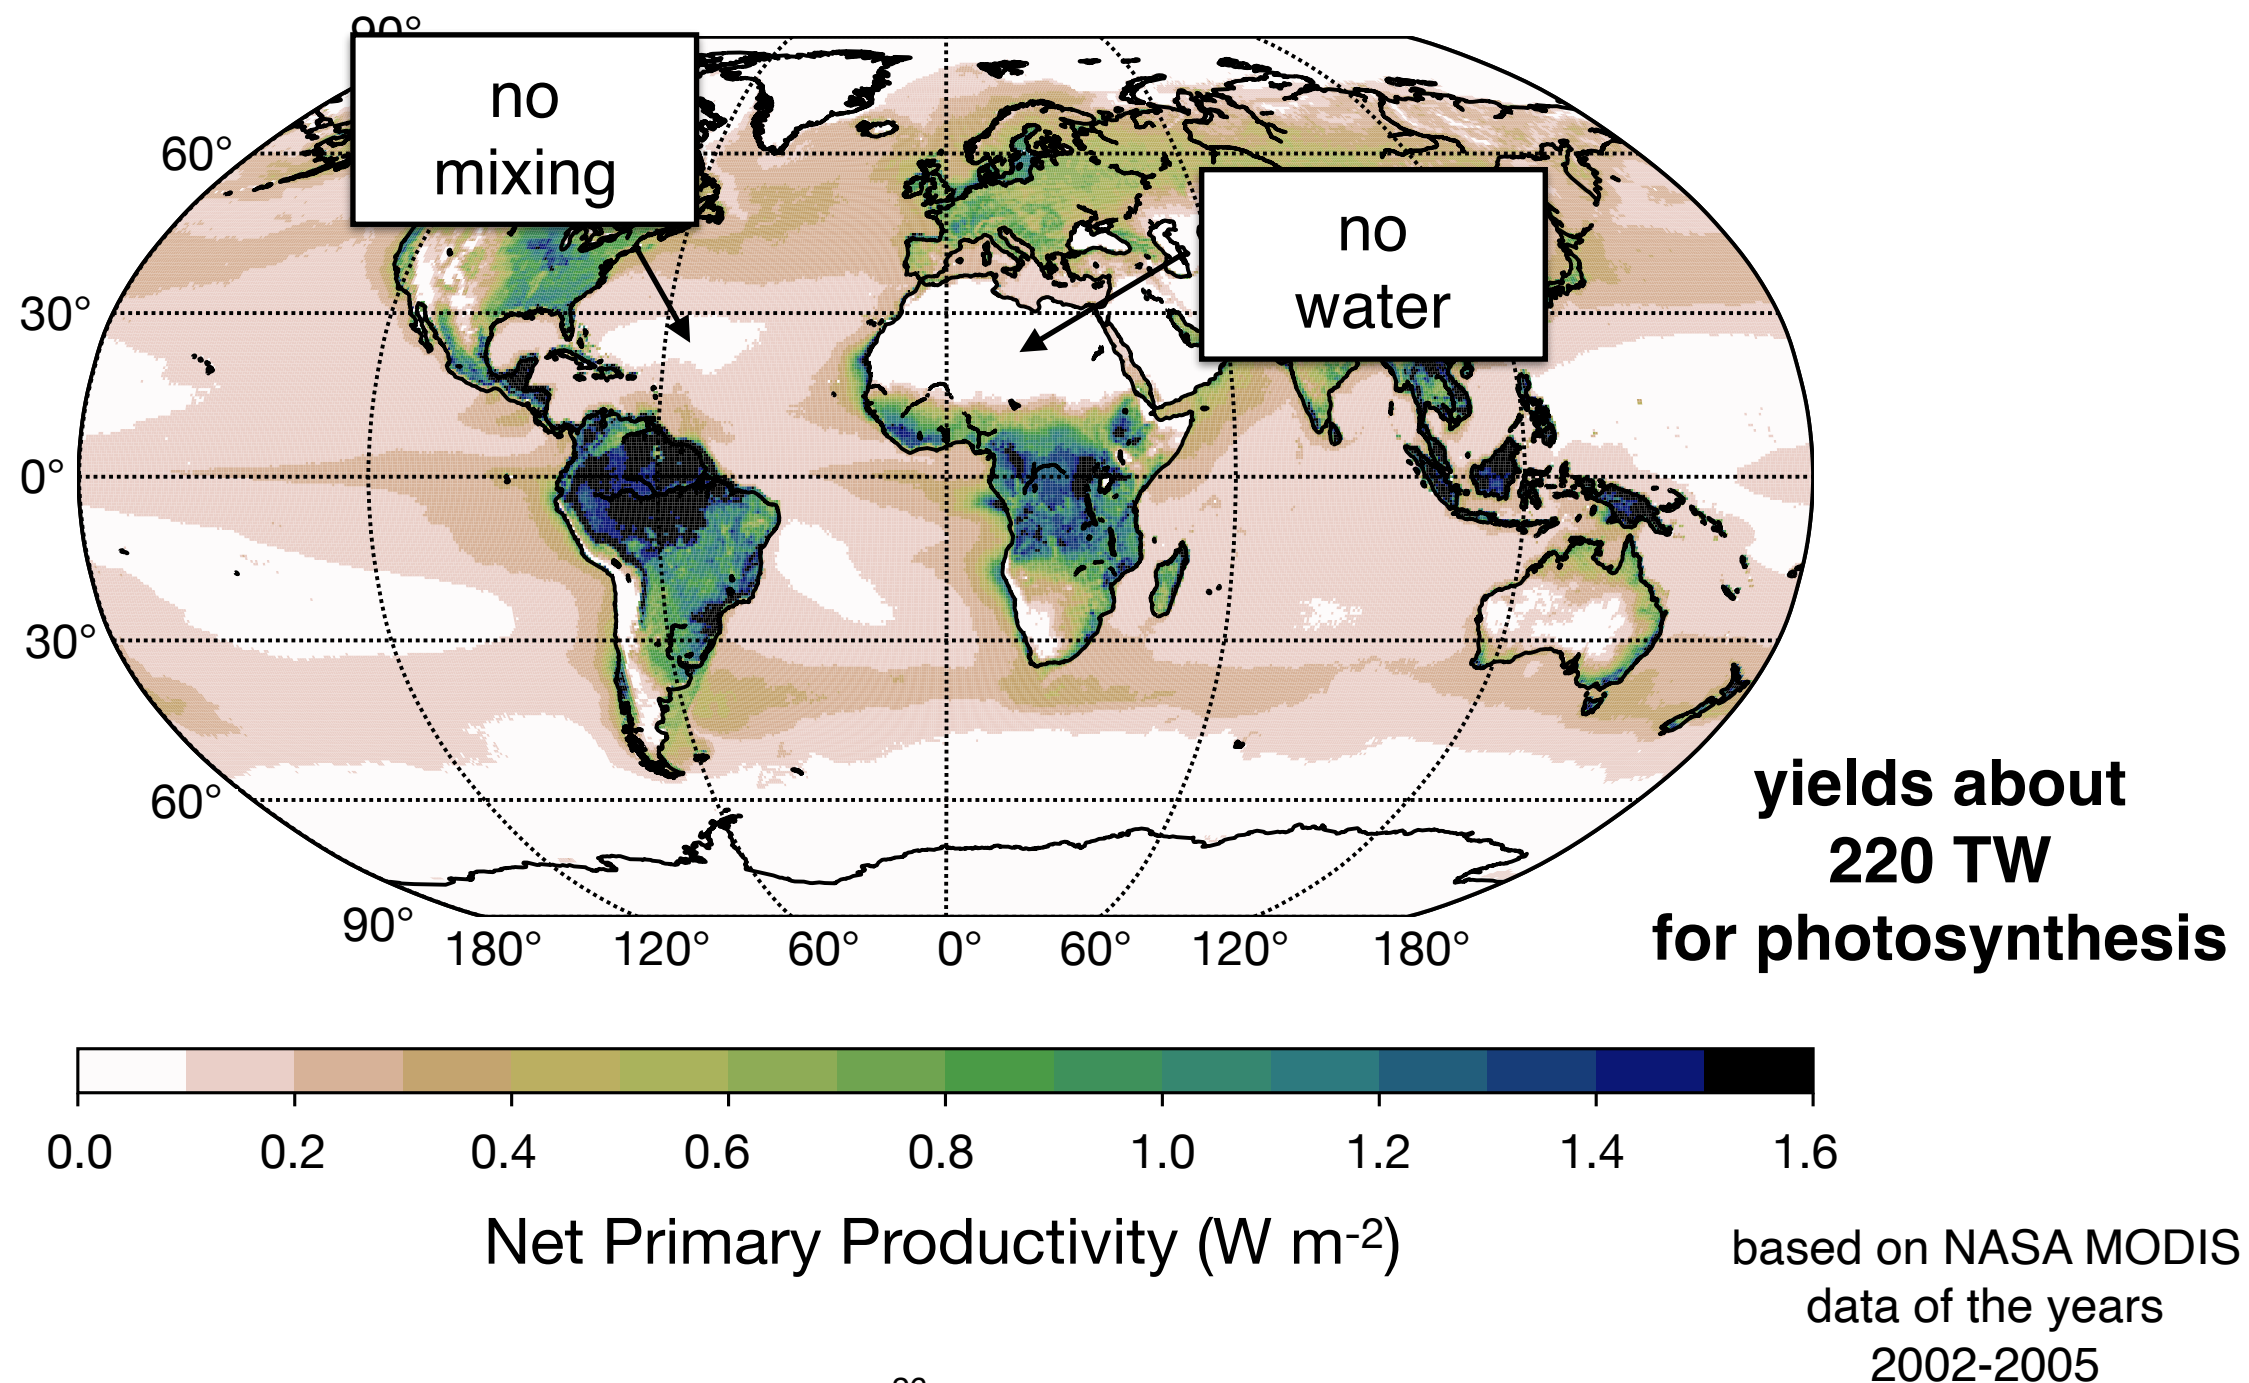 90°
no
mixing
60°
no
water
30°
0°
30°
60°
yields about
220 TW
for photosynthesis
90°
180° 120° 60° 0° 60° 120° 180°
0.0 0.2 0.4 0.6 0.8 1.0 1.2 1.4 1.6
Net Primary Productivity (W m-2)
based on NASA MODIS
data of the years
2002-2005